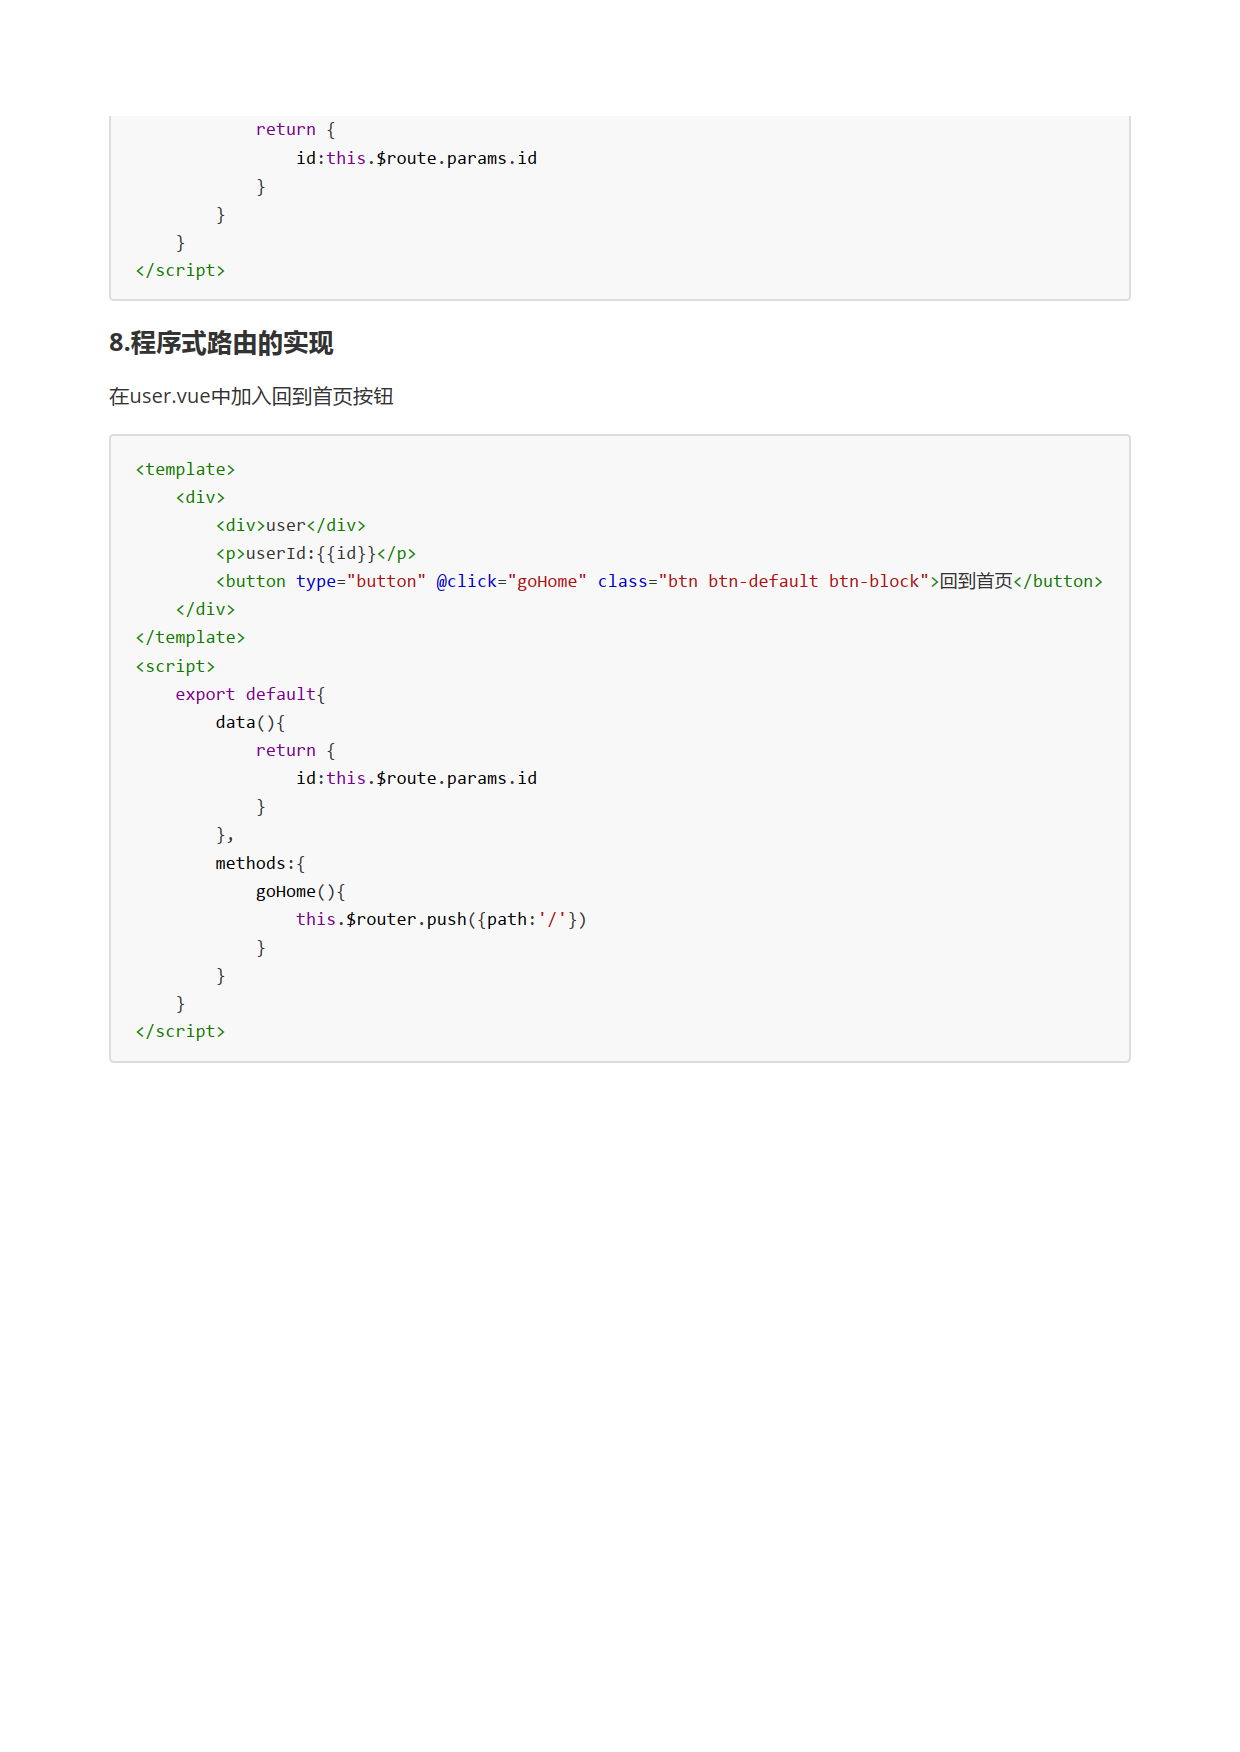 return {
                id:this.$route.params.id
            }
        }
    }
</script>
8.程序式路由的实现
在user.vue中加入回到首页按钮
<template>
    <div>
        <div>user</div>
        <p>userId:{{id}}</p>
        <button type="button" @click="goHome" class="btn btn-default btn-block">回到首页</button>
    </div>
</template>
<script>
    export default{
        data(){
            return {
                id:this.$route.params.id
            }
        },
        methods:{
            goHome(){
                this.$router.push({path:'/'})
            }
        }
    }
</script>